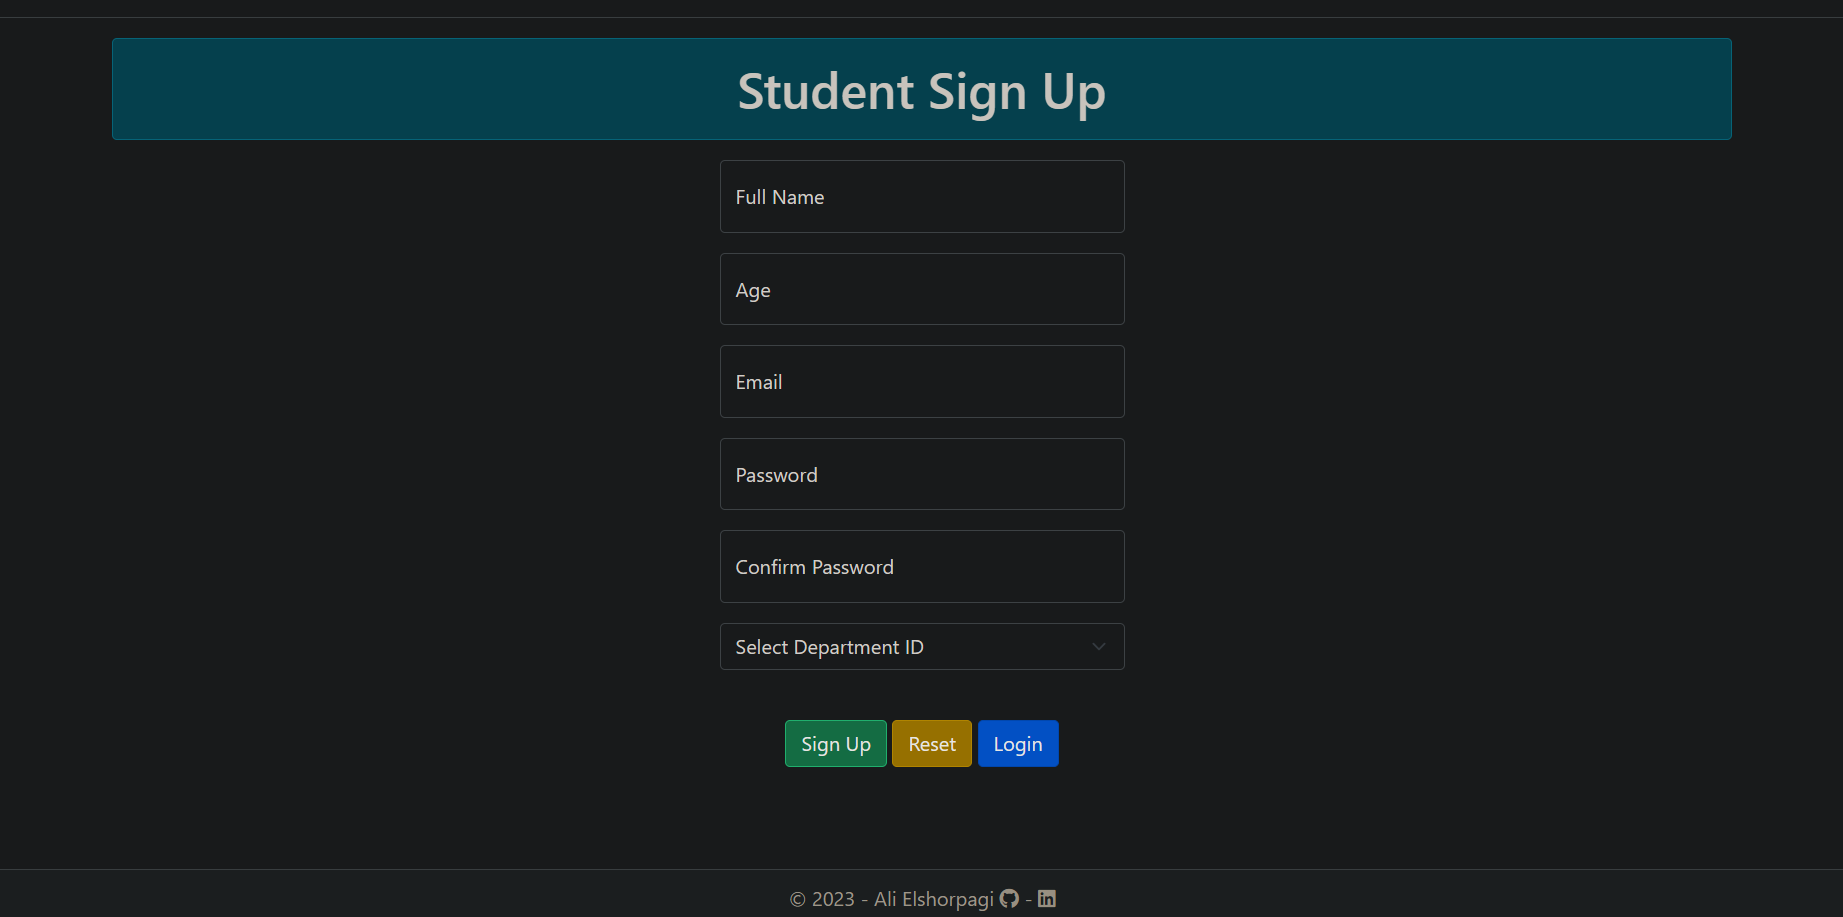 Student Sign Up
Full Name
Age
Email
Password
Confirm Password
Select Department ID
Sign Up Reset Login
© 2023 - Ali Elshorpagi -